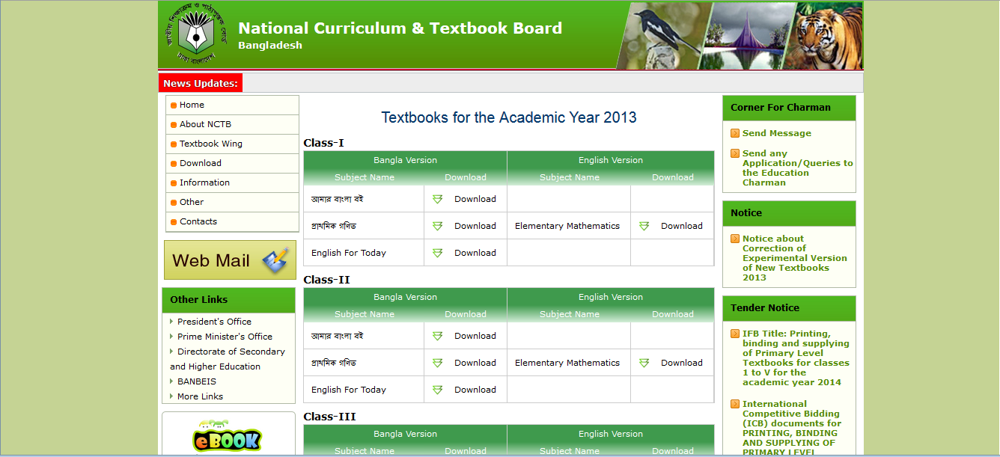 জাতীয় শিক্ষাক্রম ও পাঠ্যপুস্তক বোর্ড
ঢাকা বাংলাদেশ
National Curriculum & Textbook Board
Bangladesh
News Updates:
Home
About NCTB
Textbook Wing
Download
Information
Other
Contacts
Web Mail
Other Links
President's Office
Prime Minister's Office
Directorate of Secondary
and Higher Education
BANBEIS
More Links
eBOOK
Textbooks for the Academic Year 2013
Class-I
Bangla Version English Version
Subject Name Download Subject Name Download
আমার বাংলা বই Download
প্রাথমিক গণিত Download Elementary Mathematics Download
English For Today Download
Class-II
Bangla Version English Version
Subject Name Download Subject Name Download
আমার বাংলা বই Download
প্রাথমিক গণিত Download Elementary Mathematics Download
English For Today Download
Class-III
Bangla Version English Version
Subject Name Download Subject Name Download
Corner For Charman
Send Message
Send any
Application/Queries to
the Education
Charman
Notice
Notice about
Correction of
Experimental Version
of New Textbooks
2013
Tender Notice
IFB Title: Printing,
binding and supplying
of Primary Level
Textbooks for classes
1 to V for the
academic year 2014
International
Competitive Bidding
(ICB) documents for
PRINTING, BINDING
AND SUPPLYING OF
PRIMARY LEVEL